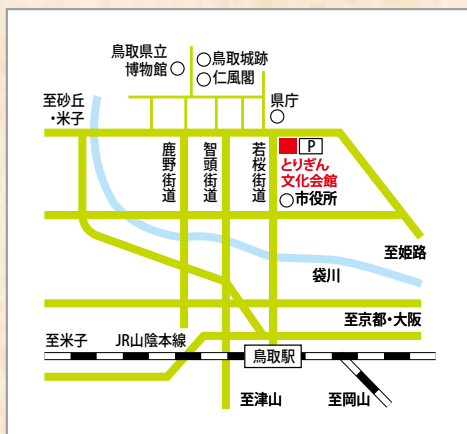 鳥取県立
博物館
鳥取城跡
仁風閣
至砂丘
・米子
県庁
鹿野街道
智頭街道
若桜街道
P
とりぎん
文化会館
市役所
至姫路
袋川
至京都・大阪
至米子
JR山陰本線
鳥取駅
至津山
至岡山